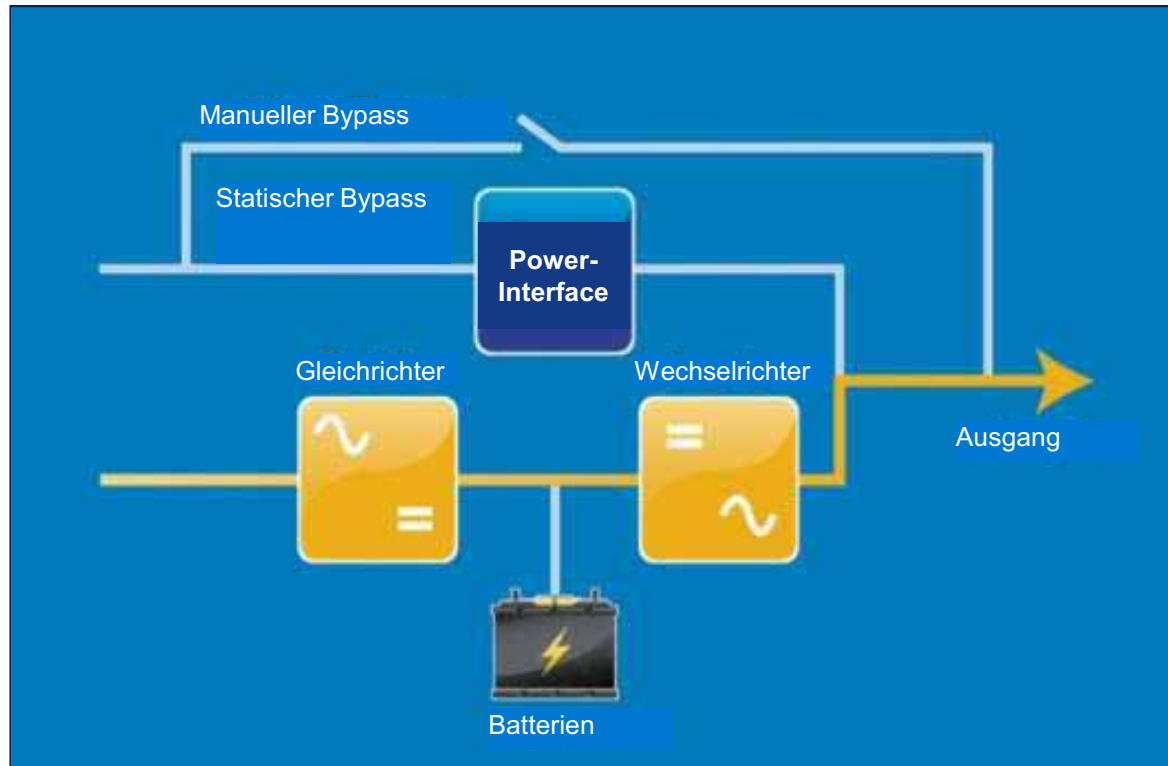 Manueller Bypass
Statischer Bypass
Power-
Interface
Gleichrichter
Wechselrichter
Ausgang
Batterien